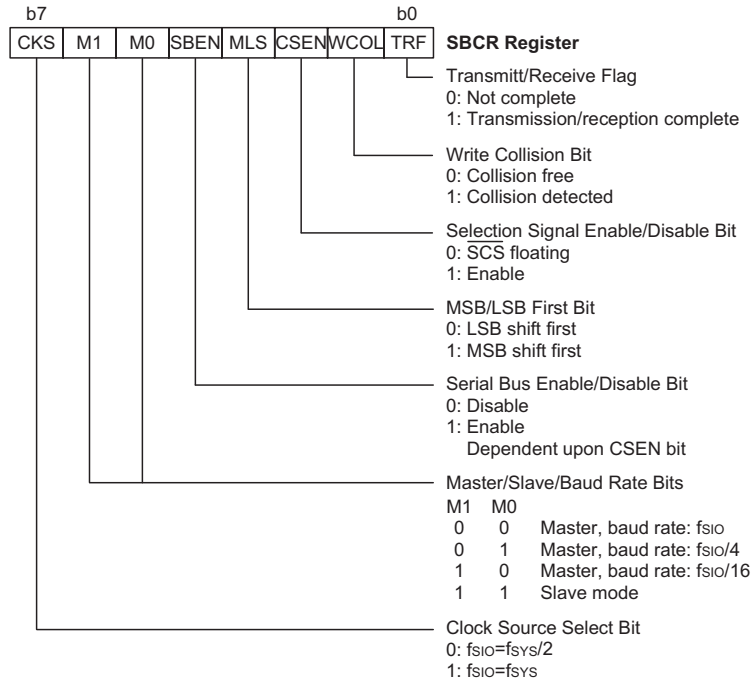 b7 b0
CKS M1 M0 SBEN MLS CSEN WCOL TRF SBCR Register
Transmitt/Receive Flag
0: Not complete
1: Transmission/reception complete
Write Collision Bit
0: Collision free
1: Collision detected
Selection Signal Enable/Disable Bit
0: SCS floating
1: Enable
MSB/LSB First Bit
0: LSB shift first
1: MSB shift first
Serial Bus Enable/Disable Bit
0: Disable
1: Enable
Dependent upon CSEN bit
Master/Slave/Baud Rate Bits
M1 M0
0 0 Master, baud rate: fSIO
0 1 Master, baud rate: fSIO/4
1 0 Master, baud rate: fSIO/16
1 1 Slave mode
Clock Source Select Bit
0: fSIO=fSYS/2
1: fSIO=fSYS